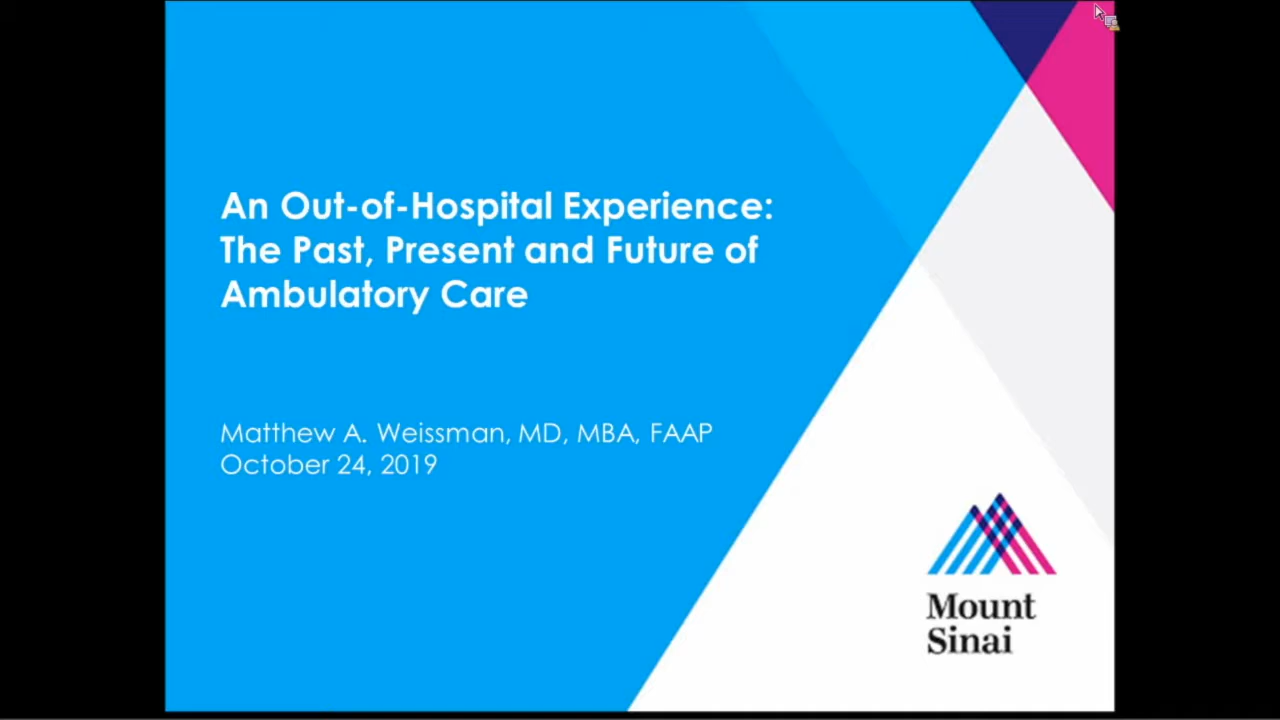 An Out-of-Hospital Experience:
The Past, Present and Future of
Ambulatory Care
Matthew A. Weissman, MD, MBA, FAAP
October 24, 2019
Mount
Sinai